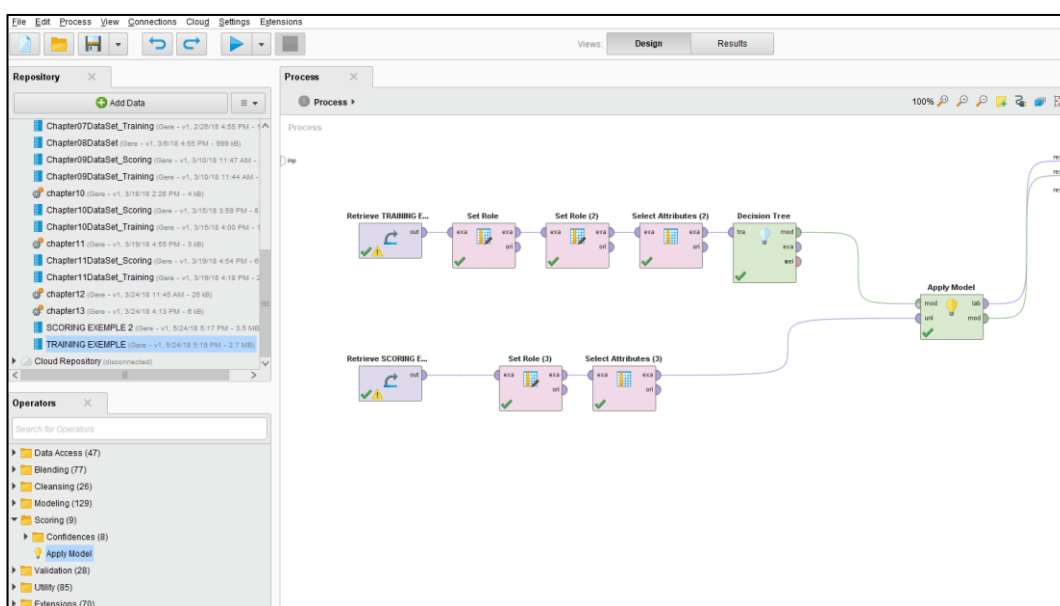 File Edit Process View Connections Cloud Settings Extensions
Views: Design Results
Repository
Add Data
Chapter07DataSet_Training (Gere - v1, 2/26/18 4:55 PM - 1
Chapter08DataSet (Gere - v1, 3/6/18 4:55 PM - 999 kB)
Chapter09DataSet_Scoring (Gere - v1, 3/10/18 11:47 AM -
Chapter09DataSet_Training (Gere - v1, 3/10/18 11:44 AM -
chapter10 (Gere - v1, 3/18/18 2:28 PM - 4 kB)
Chapter10DataSet_Scoring (Gere - v1, 3/15/18 3:59 PM - 8
Chapter10DataSet_Training (Gere - v1, 3/15/18 4:00 PM - 1
chapter11 (Gere - v1, 3/19/18 4:55 PM - 3 kB)
Chapter11DataSet_Scoring (Gere - v1, 3/19/18 4:54 PM - 6
Chapter11DataSet_Training (Gere - v1, 3/19/18 4:18 PM - 2
chapter12 (Gere - v1, 3/24/18 11:45 AM - 26 kB)
chapter13 (Gere - v1, 3/24/18 4:13 PM - 6 kB)
SCORING EXEMPLE 2 (Gere - v1, 5/24/18 5:17 PM - 3.5 MB
TRAINING EXEMPLE (Gere - v1, 5/24/18 5:19 PM - 2.7 MB)
Cloud Repository (disconnected)
Operators
Search for Operators
Data Access (47)
Blending (77)
Cleansing (26)
Modeling (129)
Scoring (9)
Confidences (8)
Apply Model
Validation (28)
Utility (85)
Extensions (70)
Process
Process
100%
Process
inp
res
res
res
Retrieve TRAINING E... Set Role Set Role (2) Select Attributes (2) Decision Tree
out exa exa exa exa exa exa tra mod
ori ori ori exa
wei
Apply Model
mod lab
unl mod
Retrieve SCORING E... Set Role (3) Select Attributes (3)
out exa exa exa exa
ori ori